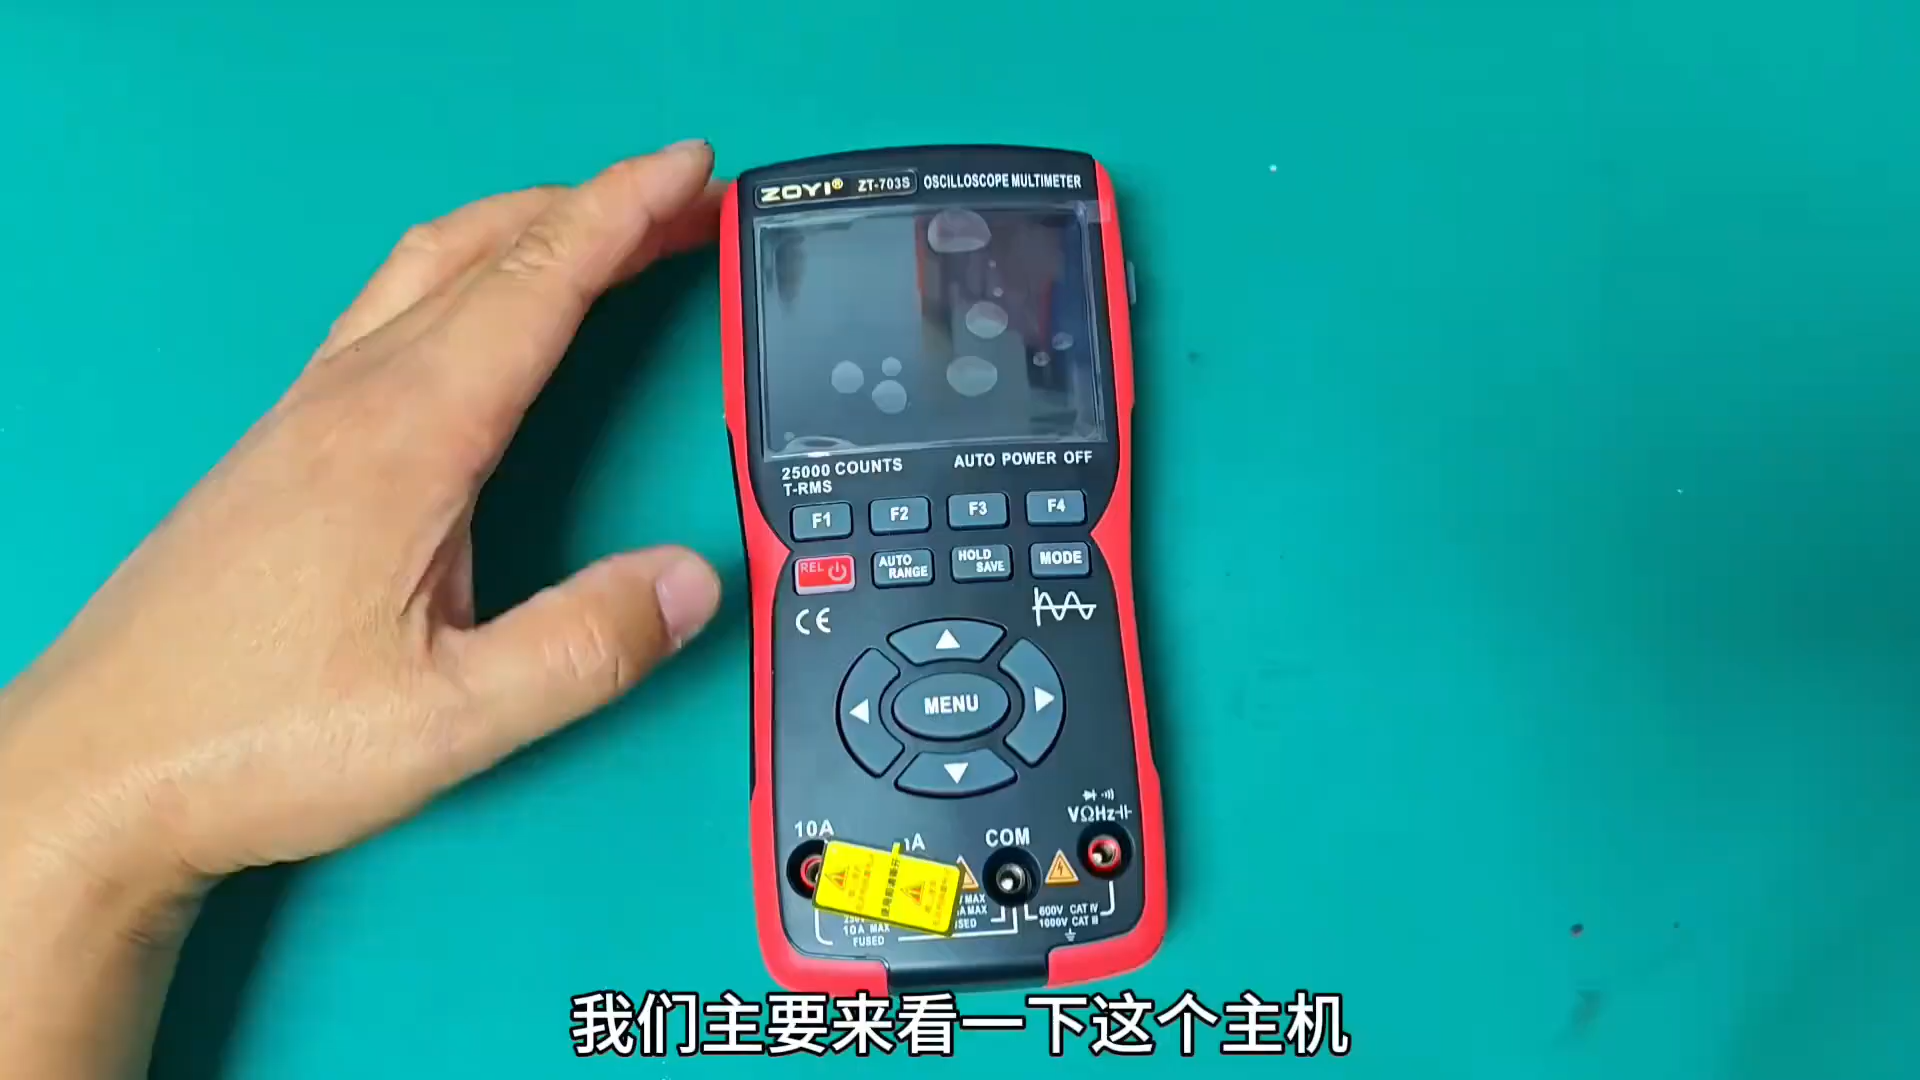 ZOYI® ZT-703S OSCILLOSCOPE MULTIMETER
25000 COUNTS
T-RMS
AUTO POWER OFF
F1 F2 F3 F4
REL
AUTO RANGE
HOLD SAVE
MODE
CE
MENU
10A
COM
VΩHz
10A MAX
FUSED
600V CAT IV
1000V CAT III
我们主要来看一下这个主机